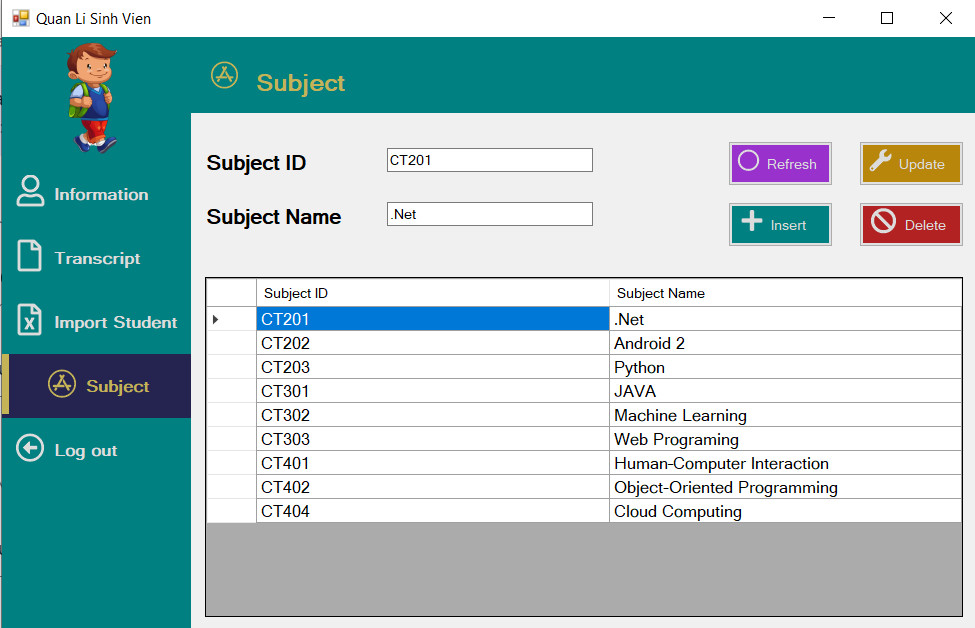 Quan Li Sinh Vien
Subject
Information
Transcript
Import Student
Subject
Log out
Subject ID CT201
Subject Name .Net
Refresh Update
Insert Delete
Subject ID Subject Name
CT201 .Net
CT202 Android 2
CT203 Python
CT301 JAVA
CT302 Machine Learning
CT303 Web Programing
CT401 Human-Computer Interaction
CT402 Object-Oriented Programming
CT404 Cloud Computing